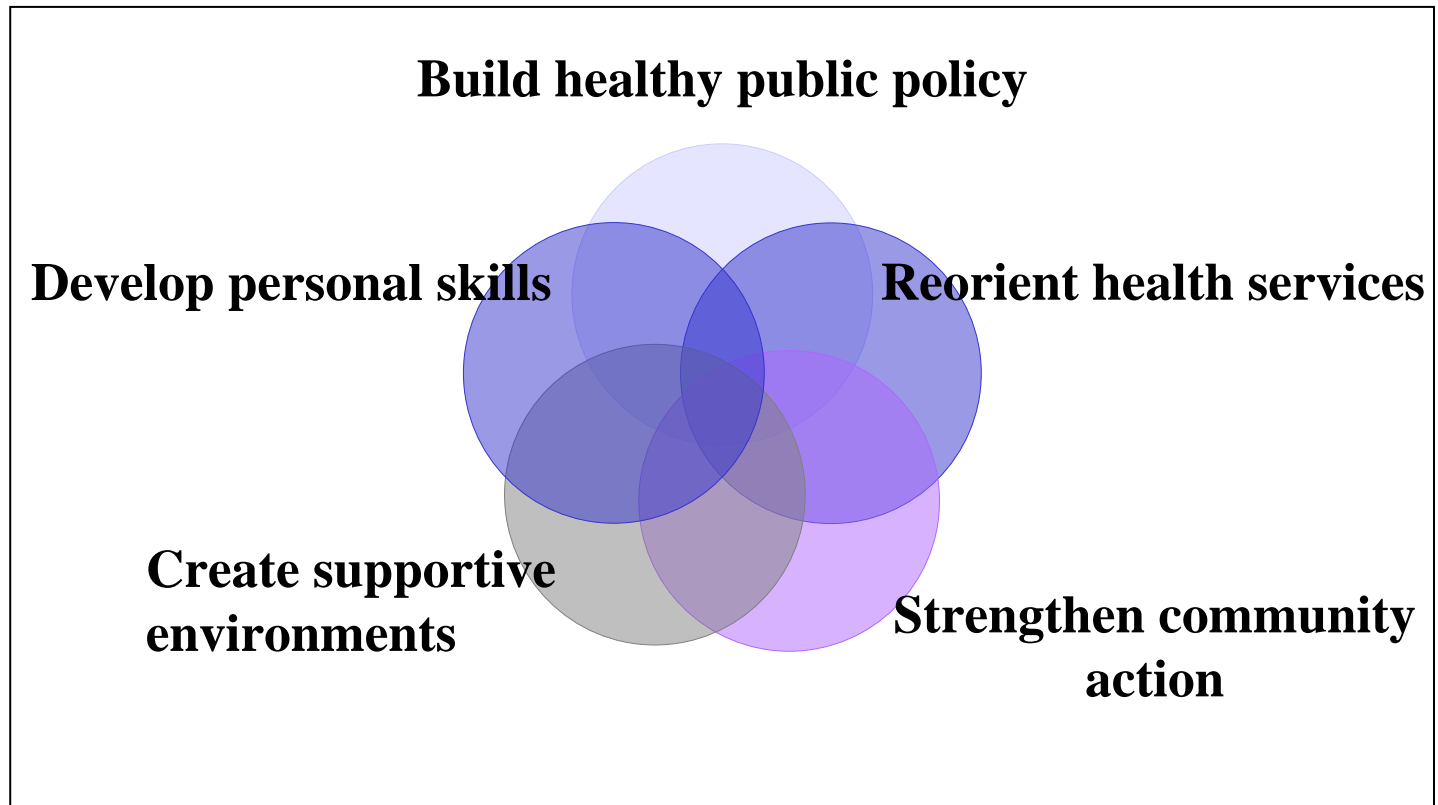 Build healthy public policy
Develop personal skills
Reorient health services
Create supportive
environments
Strengthen community
action